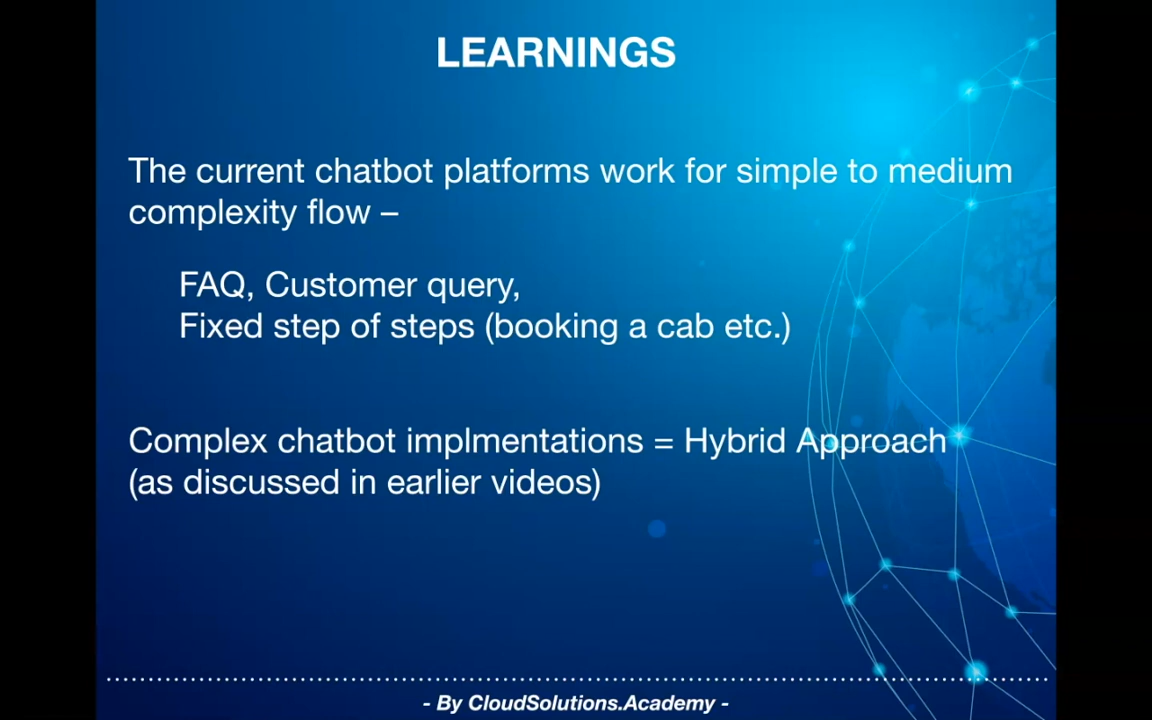 LEARNINGS
The current chatbot platforms work for simple to medium
complexity flow –
FAQ, Customer query,
Fixed step of steps (booking a cab etc.)
Complex chatbot implmentations = Hybrid Approach
(as discussed in earlier videos)
- By CloudSolutions.Academy -